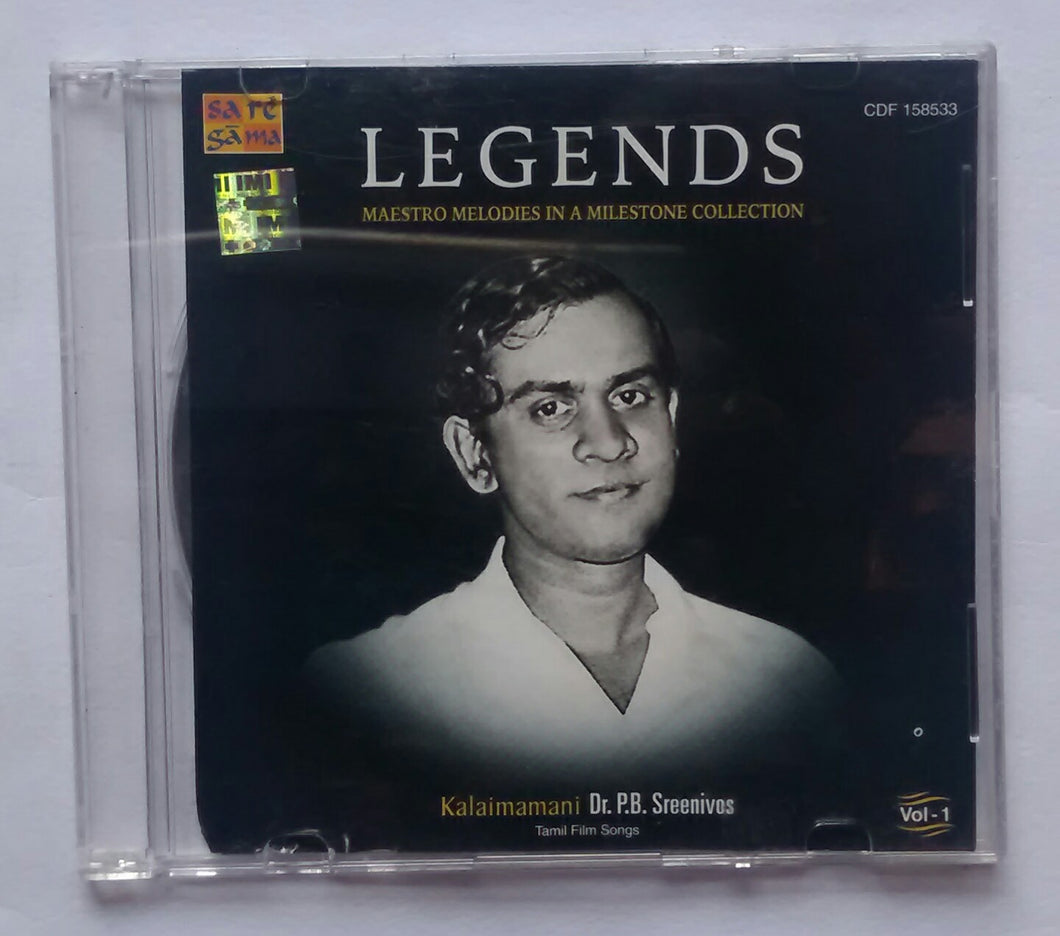 sa re
gā ma
CDF 158533
LEGENDS
MAESTRO MELODIES IN A MILESTONE COLLECTION
Kalaimamani Dr. P.B. Sreenivos
Tamil Film Songs
Vol - 1